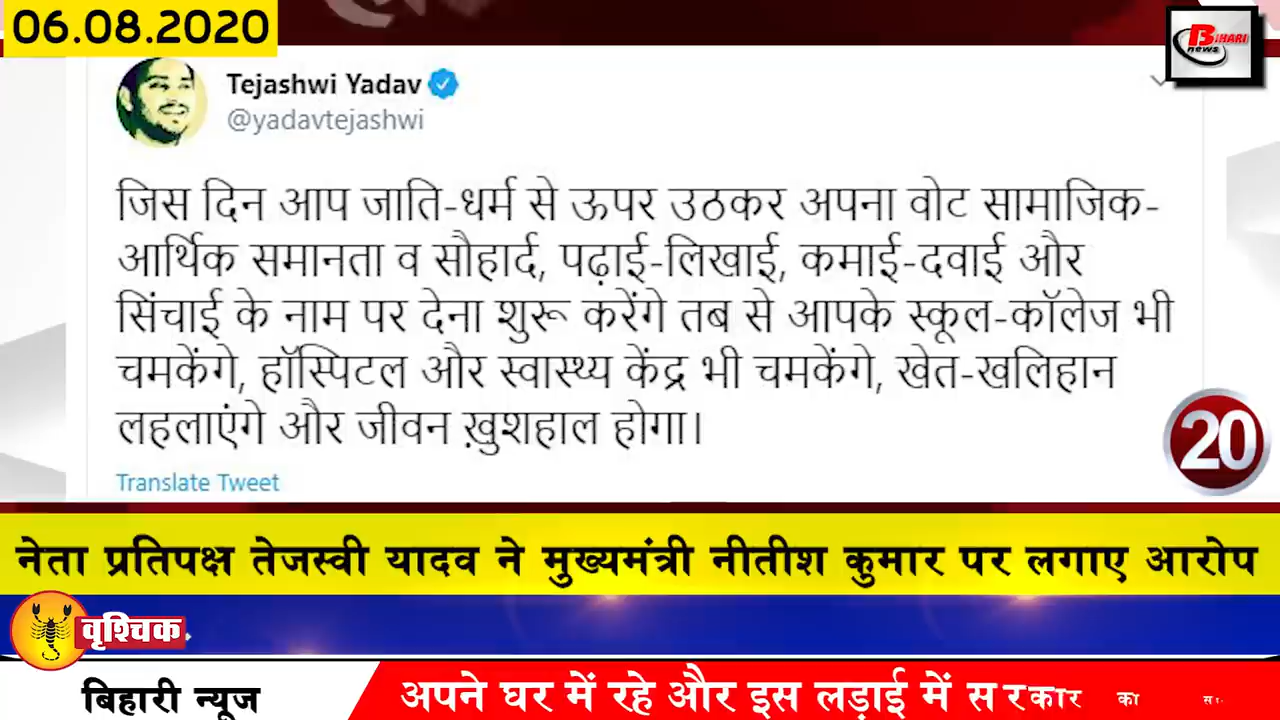 06.08.2020
BIHARI
news
Tejashwi Yadav
@yadavtejashwi
जिस दिन आप जाति-धर्म से ऊपर उठकर अपना वोट सामाजिक-
आर्थिक समानता व सौहार्द, पढ़ाई-लिखाई, कमाई-दवाई और
सिंचाई के नाम पर देना शुरू करेंगे तब से आपके स्कूल-कॉलेज भी
चमकेंगे, हॉस्पिटल और स्वास्थ्य केंद्र भी चमकेंगे, खेत-खलिहान
लहलाएंगे और जीवन ख़ुशहाल होगा।
Translate Tweet
20
नेता प्रतिपक्ष तेजस्वी यादव ने मुख्यमंत्री नीतीश कुमार पर लगाए आरोप
वृश्चिक
बिहारी न्यूज
अपने घर में रहे और इस लड़ाई में सरकार का